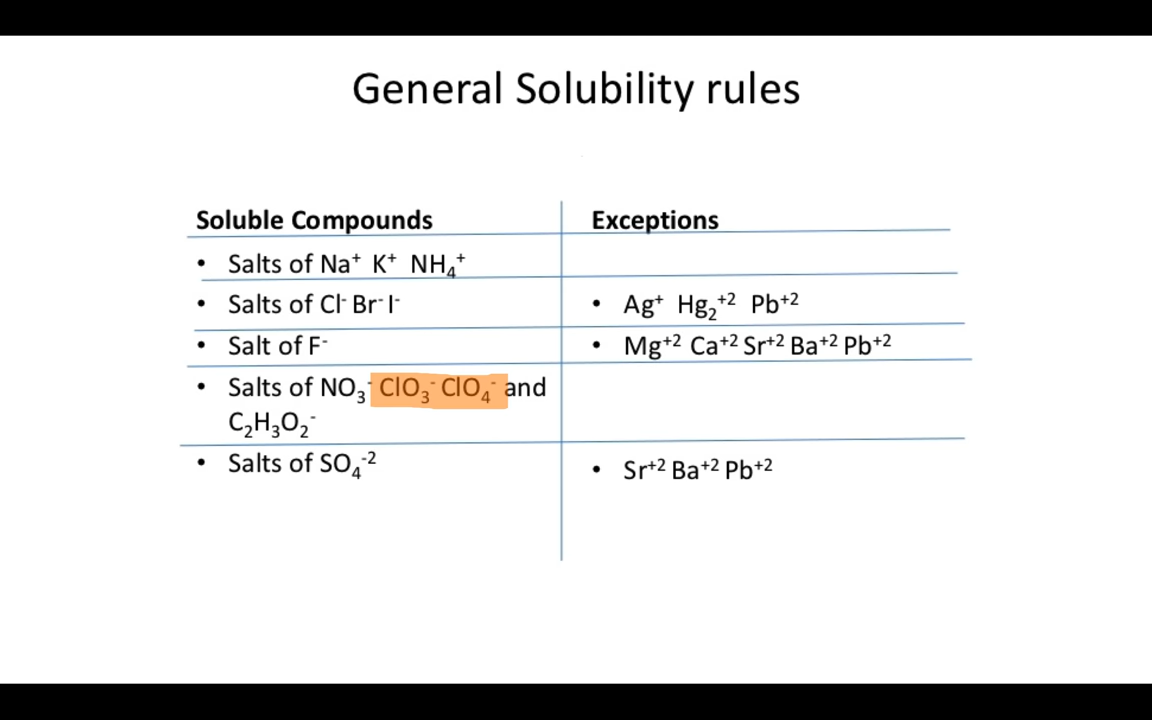 General Solubility rules
Soluble Compounds Exceptions
• Salts of Na⁺ K⁺ NH₄⁺
• Salts of Cl⁻ Br⁻ I⁻ • Ag⁺ Hg₂⁺² Pb⁺²
• Salt of F⁻ • Mg⁺² Ca⁺² Sr⁺² Ba⁺² Pb⁺²
• Salts of NO₃⁻ ClO₃⁻ ClO₄⁻ and
C₂H₃O₂⁻
• Salts of SO₄⁻² • Sr⁺² Ba⁺² Pb⁺²